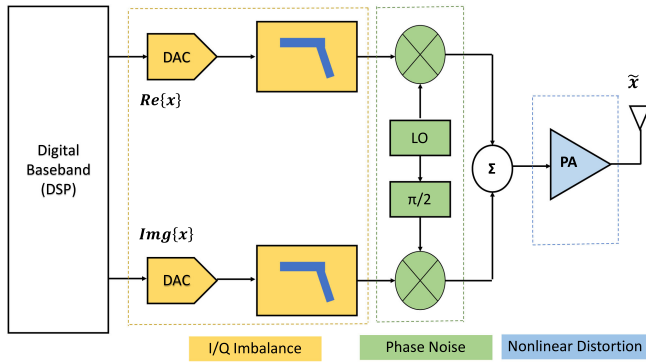 DAC
Re{x}
Digital
Baseband
(DSP)
LO
π/2
Σ
PA
x̃
Img{x}
DAC
I/Q Imbalance
Phase Noise
Nonlinear Distortion